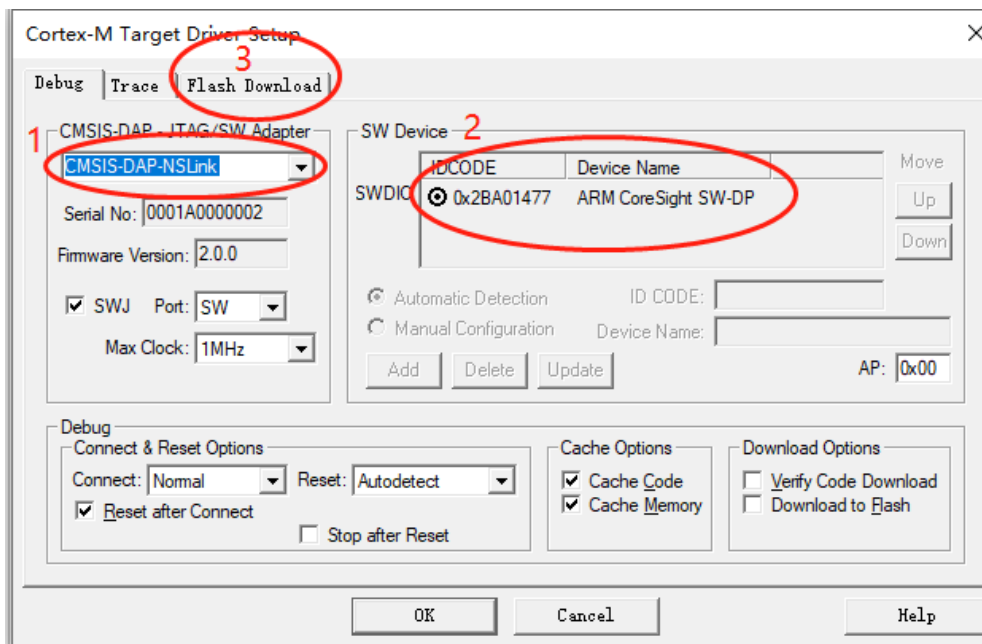 Cortex-M Target Driver Setup
3
Debug Trace Flash Download
1 CMSIS-DAP - JTAG/SW Adapter
CMSIS-DAP-NSLink
Serial No: 0001A0000002
Firmware Version: 2.0.0
SWJ Port: SW
Max Clock: 1MHz
SW Device 2
IDCODE Device Name
SWDIO 0x2BA01477 ARM CoreSight SW-DP
Move
Up
Down
Automatic Detection ID CODE:
Manual Configuration Device Name:
Add Delete Update AP: 0x00
Debug
Connect & Reset Options
Connect: Normal Reset: Autodetect
Reset after Connect
Stop after Reset
Cache Options
Cache Code
Cache Memory
Download Options
Verify Code Download
Download to Flash
OK Cancel Help